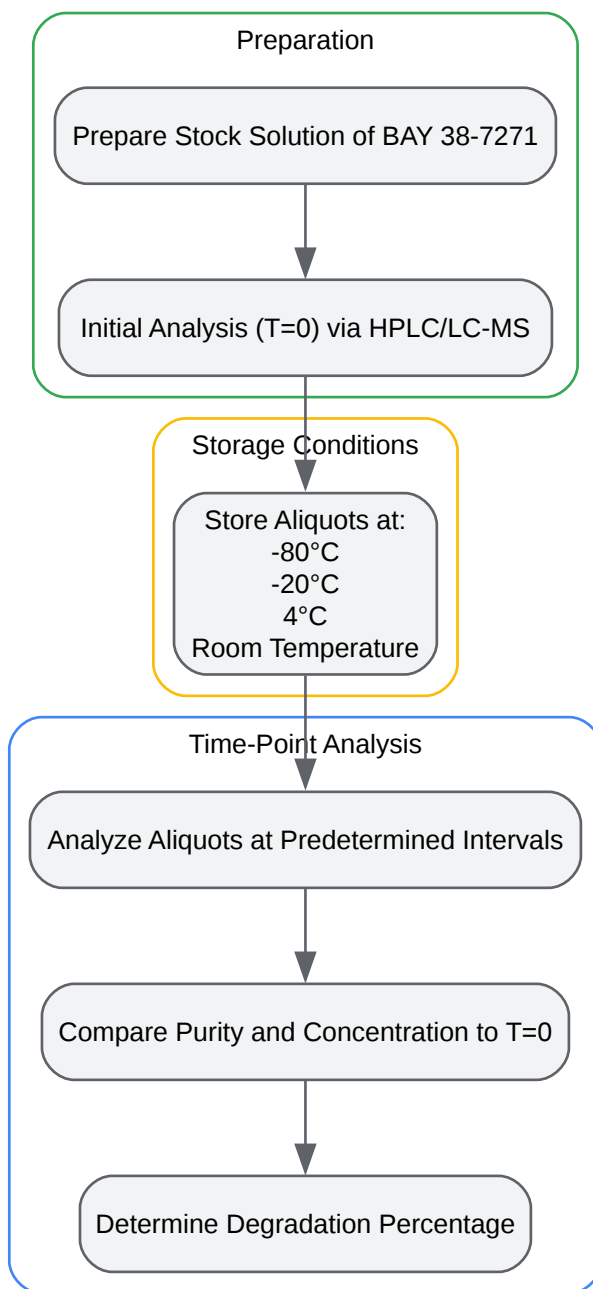 Preparation
Prepare Stock Solution of BAY 38-7271
Initial Analysis (T=0) via HPLC/LC-MS
Storage Conditions
Store Aliquots at:
-80°C
-20°C
4°C
Room Temperature
Time-Point Analysis
Analyze Aliquots at Predetermined Intervals
Compare Purity and Concentration to T=0
Determine Degradation Percentage